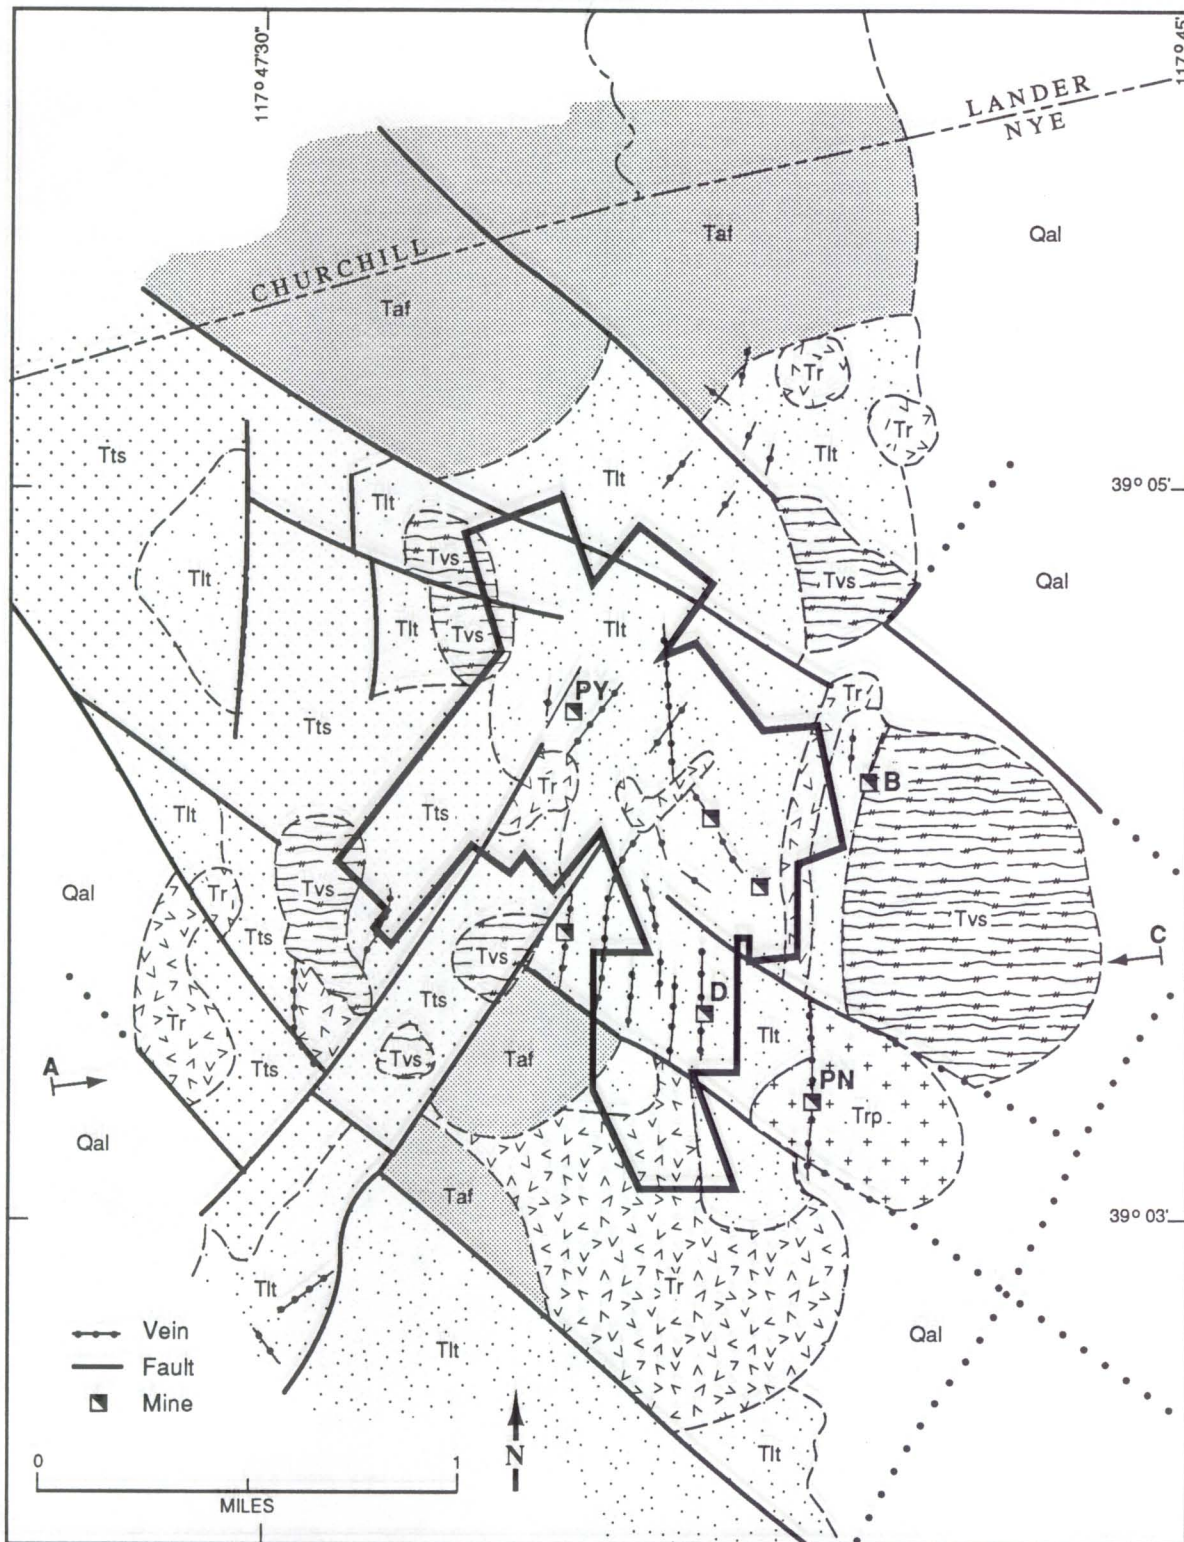 117° 47'30"
117° 45'
LANDER
NYE
CHURCHILL
Taf
Taf
Qal
Tr
Tr
Tts
Tlt
Tlt
Tlt
39° 05'
Tvs
Tvs
Qal
Tlt
Tlt
Tvs
Tlt
PY
Tr
Tts
B
Tr
Tts
Tlt
Qal
Tr
Tvs
Tts
Tvs
Tvs
C
Tts
D
Tr
Taf
Tlt
A
Tts
Tvs
PN
Trp
Qal
Taf
39° 03'
Tlt
Tr
Qal
Vein
Tlt
Fault
Mine
Tlt
N
0
1
MILES